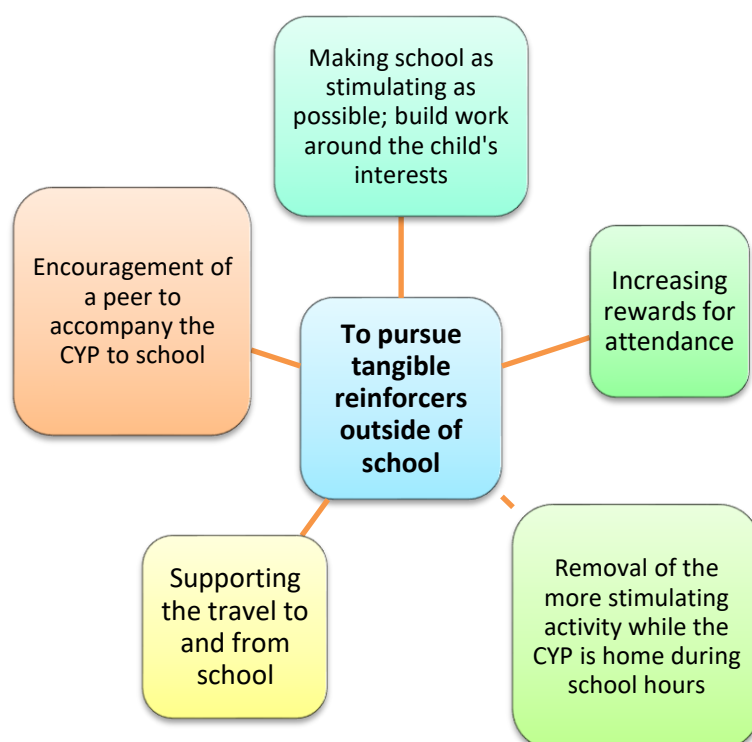 Making school as
stimulating as
possible; build work
around the child's
interests
Encouragement of
a peer to
accompany the
CYP to school
Increasing
rewards for
attendance
To pursue
tangible
reinforcers
outside of
school
Supporting
the travel to
and from
school
Removal of the
more stimulating
activity while the
CYP is home during
school hours